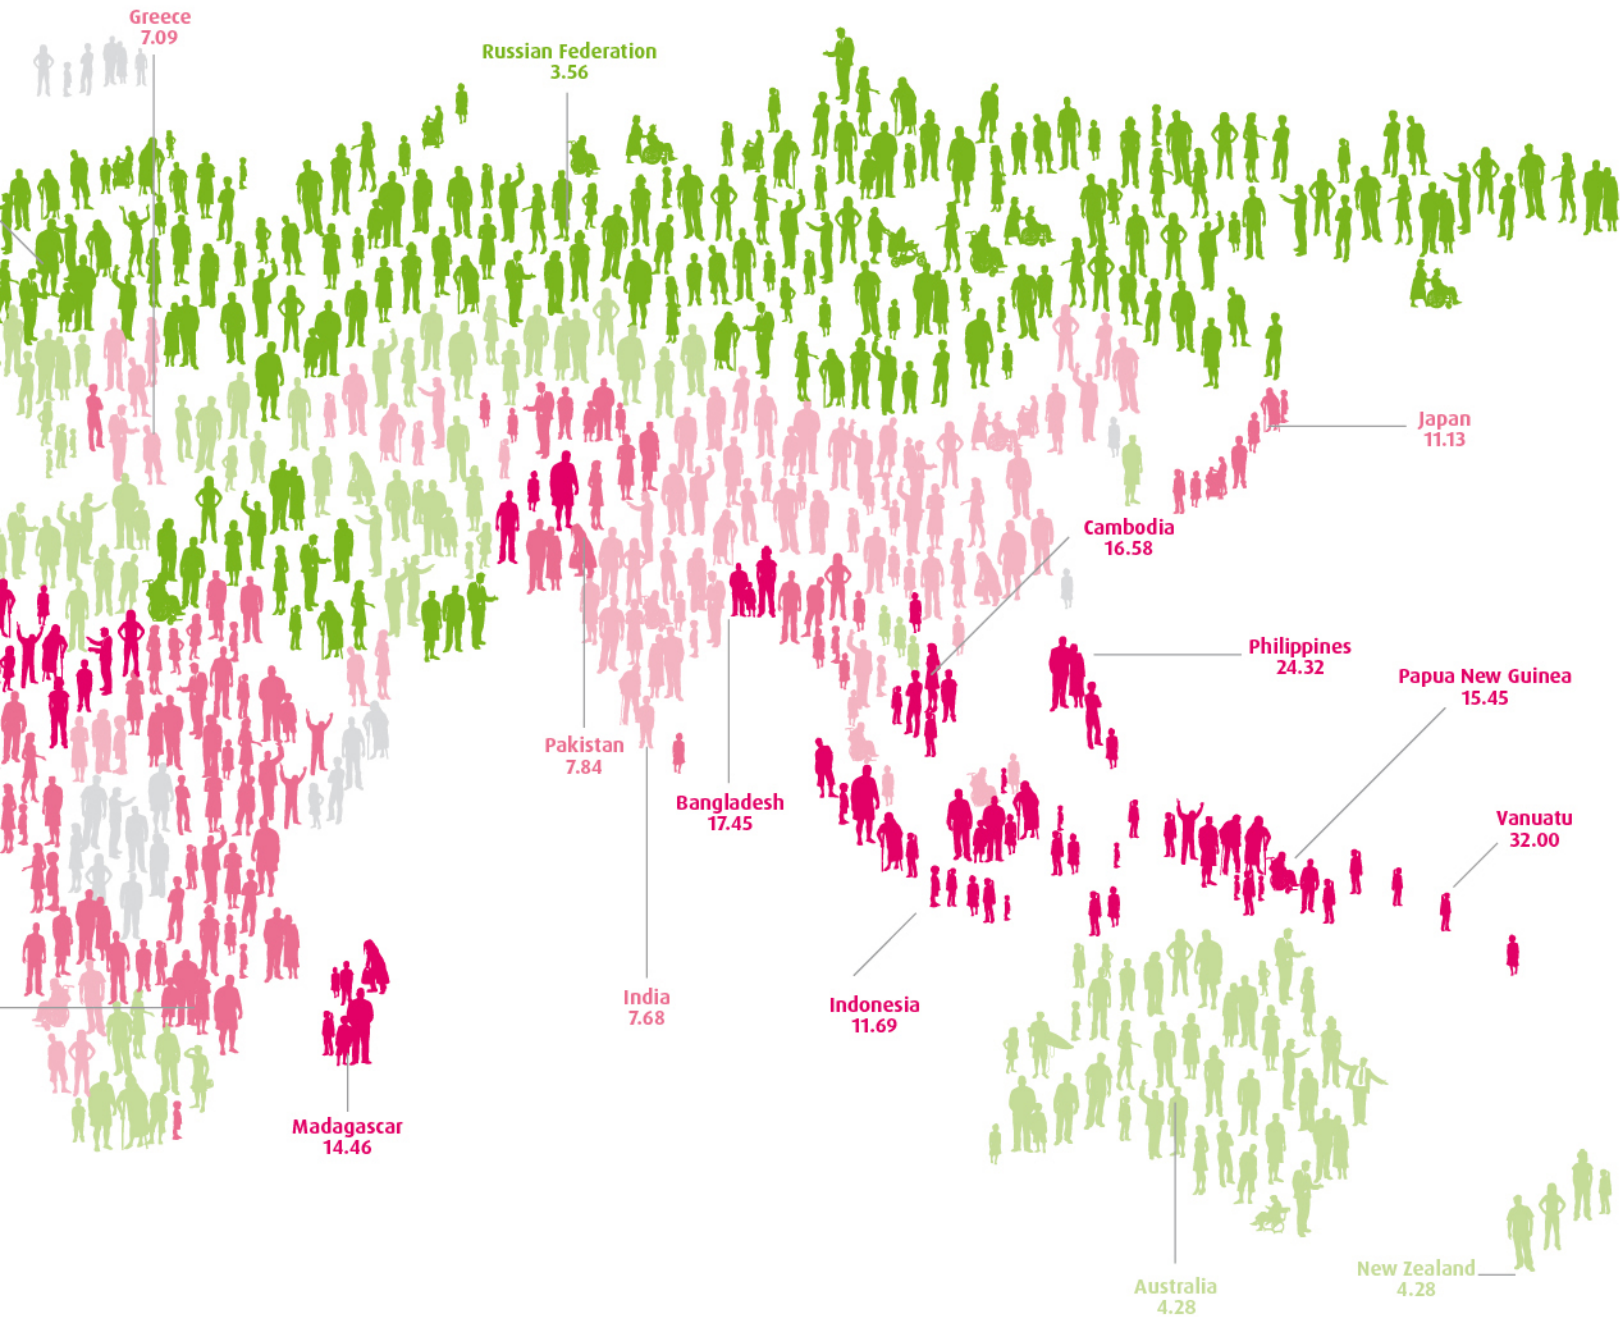 Greece
7.09
Russian Federation
3.56
Japan
11.13
Cambodia
16.58
Philippines
24.32
Papua New Guinea
15.45
Pakistan
7.84
Bangladesh
17.45
Vanuatu
32.00
India
7.68
Indonesia
11.69
Madagascar
14.46
Australia
4.28
New Zealand
4.28